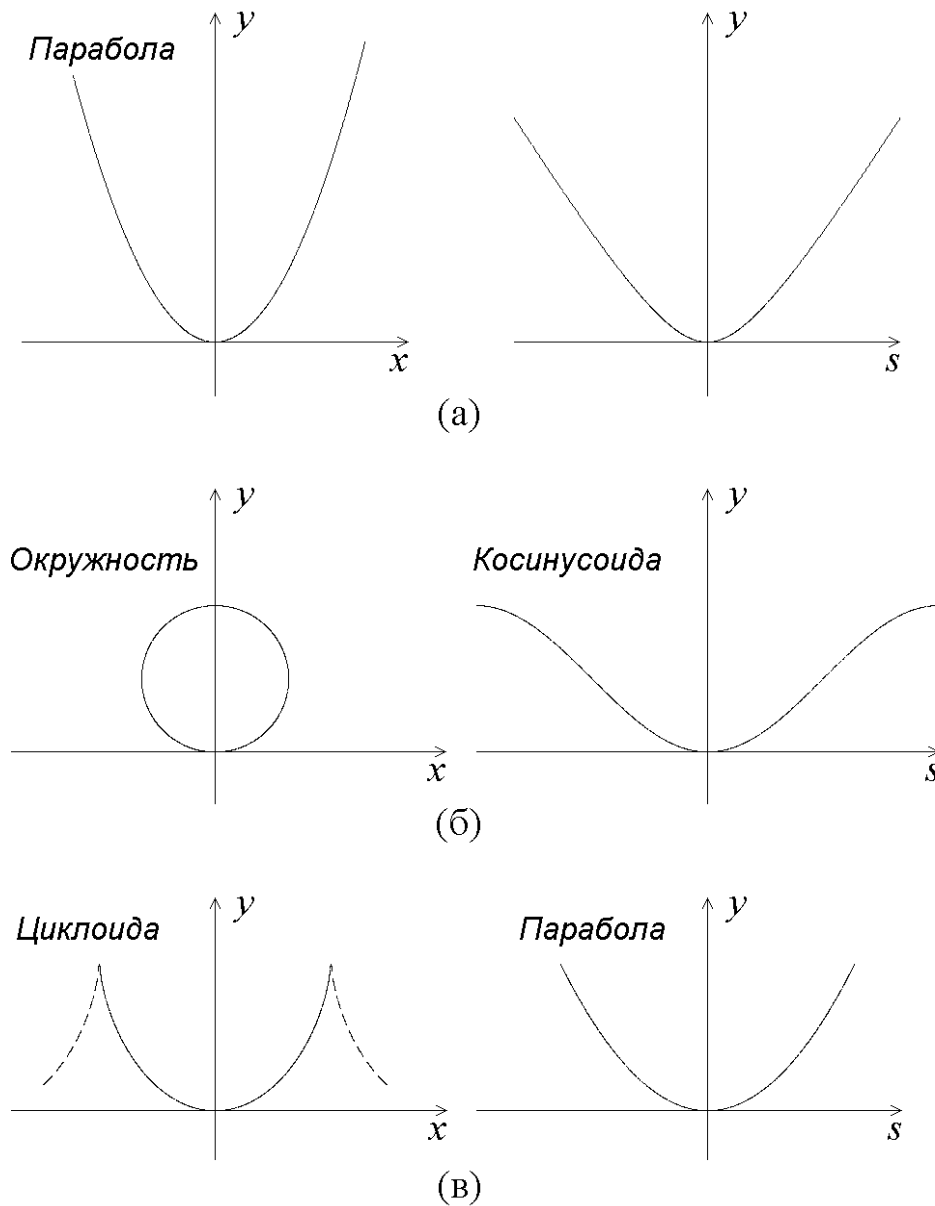 y
y
Парабола
x
s
(а)
y
y
Окружность
Косинусоида
x
s
(б)
y
y
Циклоида
Парабола
x
s
(в)